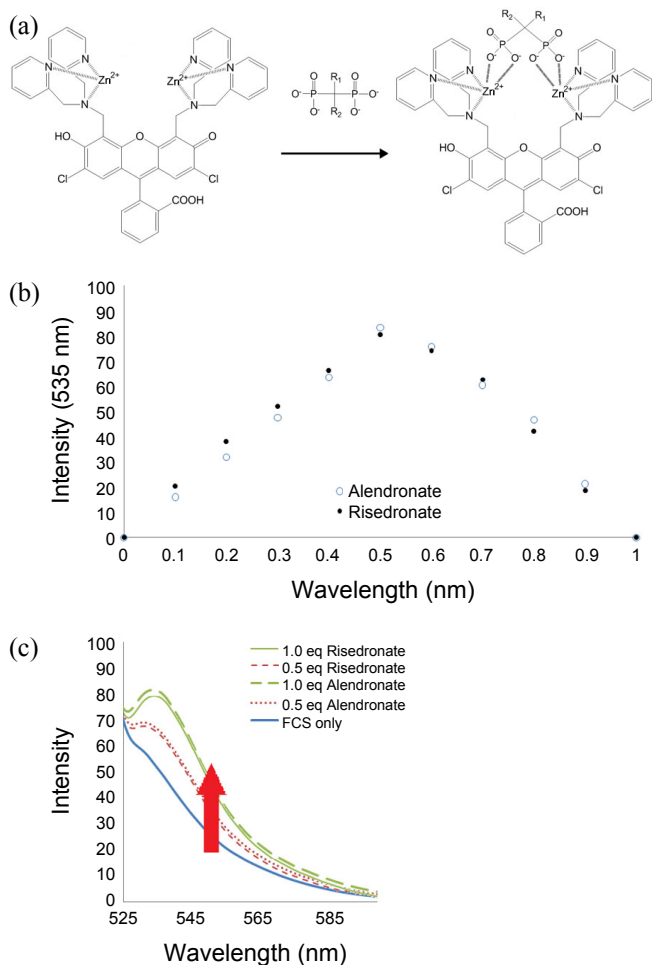 (a)
N N N N
Zn2+ Zn2+
N N
HO O O
Cl Cl
COOH
O R1 O
O- P P O-
O- R2 O-
R2 R1
O O
P P
O- O- O- O-
N N N N
Zn2+ Zn2+
N N
HO O O
Cl Cl
COOH
(b)
Intensity (535 nm)
100
90
80
70
60
50
40
30
20
10
0
Alendronate
Risedronate
0 0.1 0.2 0.3 0.4 0.5 0.6 0.7 0.8 0.9 1
Wavelength (nm)
(c)
Intensity
100
90
80
70
60
50
40
30
20
10
0
1.0 eq Risedronate
0.5 eq Risedronate
1.0 eq Alendronate
0.5 eq Alendronate
FCS only
525 545 565 585
Wavelength (nm)